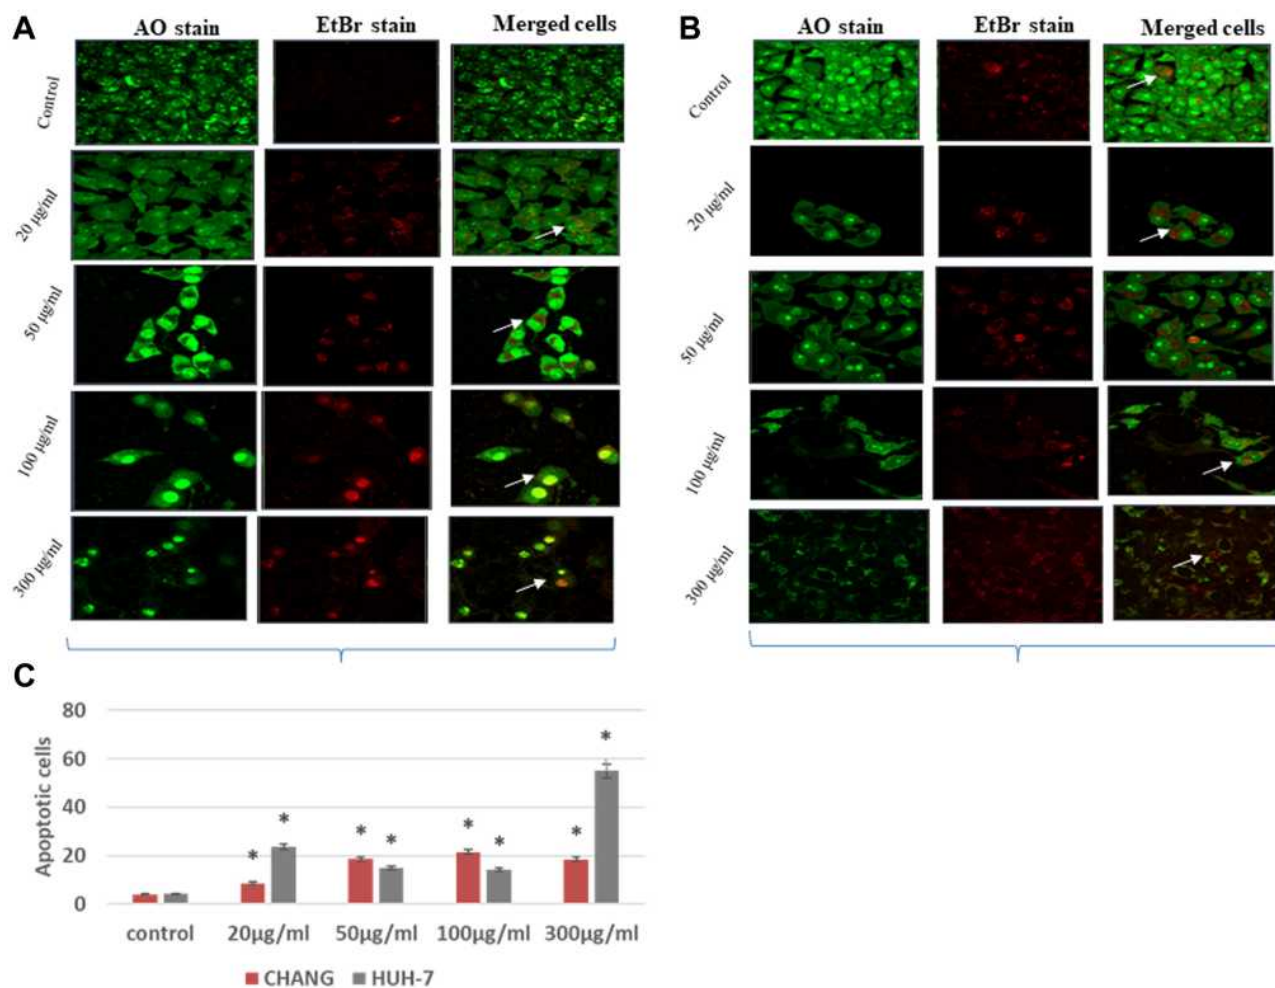 A
AO stain EtBr stain Merged cells
Control
20 µg/ml
50 µg/ml
100 µg/ml
300 µg/ml
B
AO stain EtBr stain Merged cells
Control
20 µg/ml
50 µg/ml
100 µg/ml
300 µg/ml
C
Apoptotic cells
80
60
40
20
0
* * * * * * * *
control 20µg/ml 50µg/ml 100µg/ml 300µg/ml
CHANG HUH-7